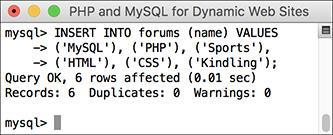 PHP and MySQL for Dynamic Web Sites
mysql> INSERT INTO forums (name) VALUES
    -> ('MySQL'), ('PHP'), ('Sports'),
    -> ('HTML'), ('CSS'), ('Kindling');
Query OK, 6 rows affected (0.01 sec)
Records: 6  Duplicates: 0  Warnings: 0
mysql>